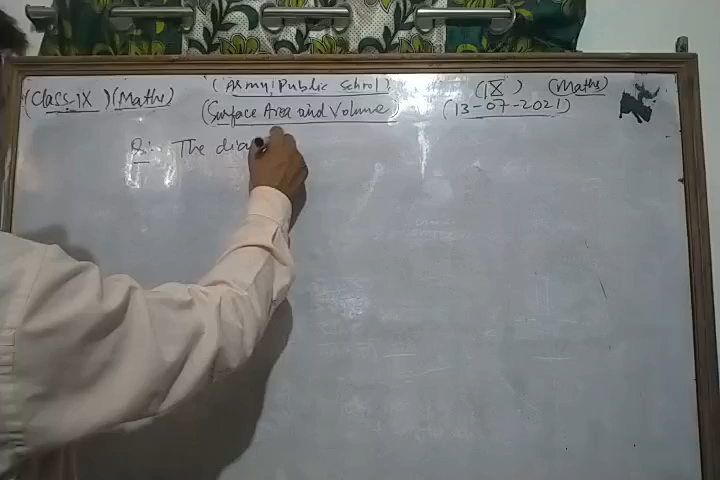 (Army Public School)
(Class-IX) (Maths) (IX) (Maths)
(Surface Area and Volume) (13-07-2021)
The dia